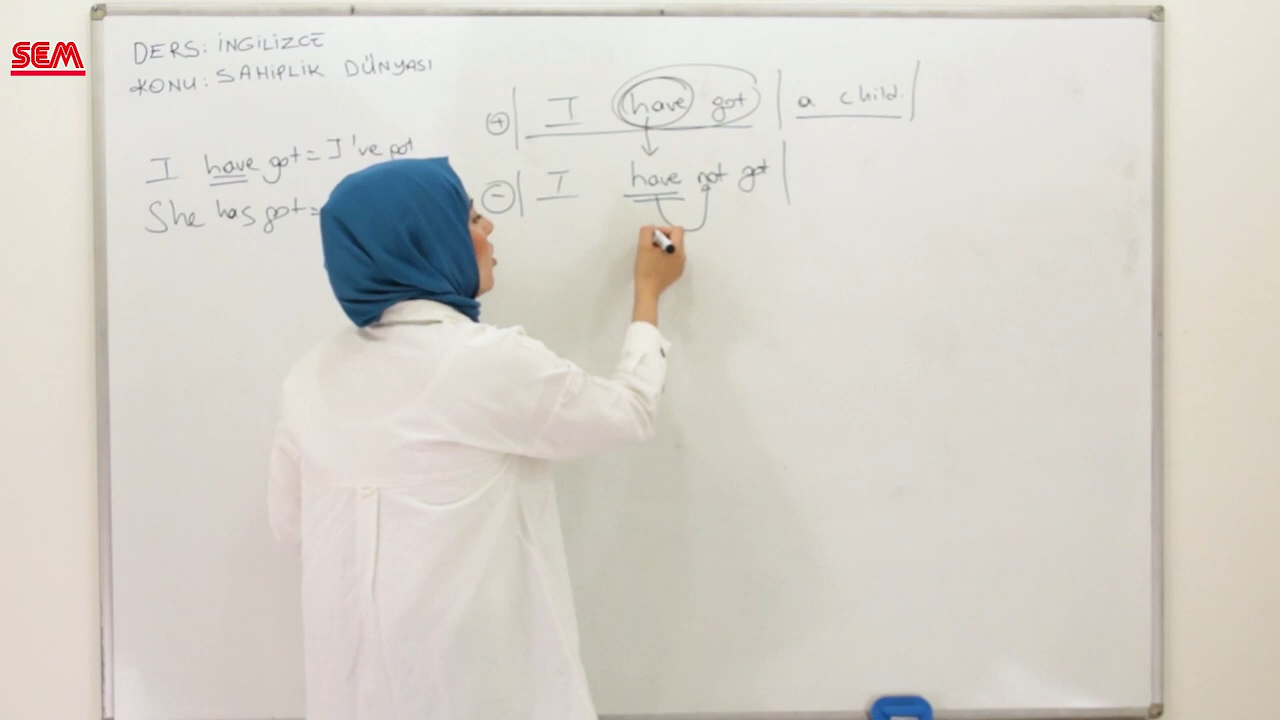 SEM
DERS: İNGİLİZCE
KONU: SAHİPLİK DÜNYASI
I have got = I've got
She has got =
(+) | I have got | a child. |
(-) | I have not got |